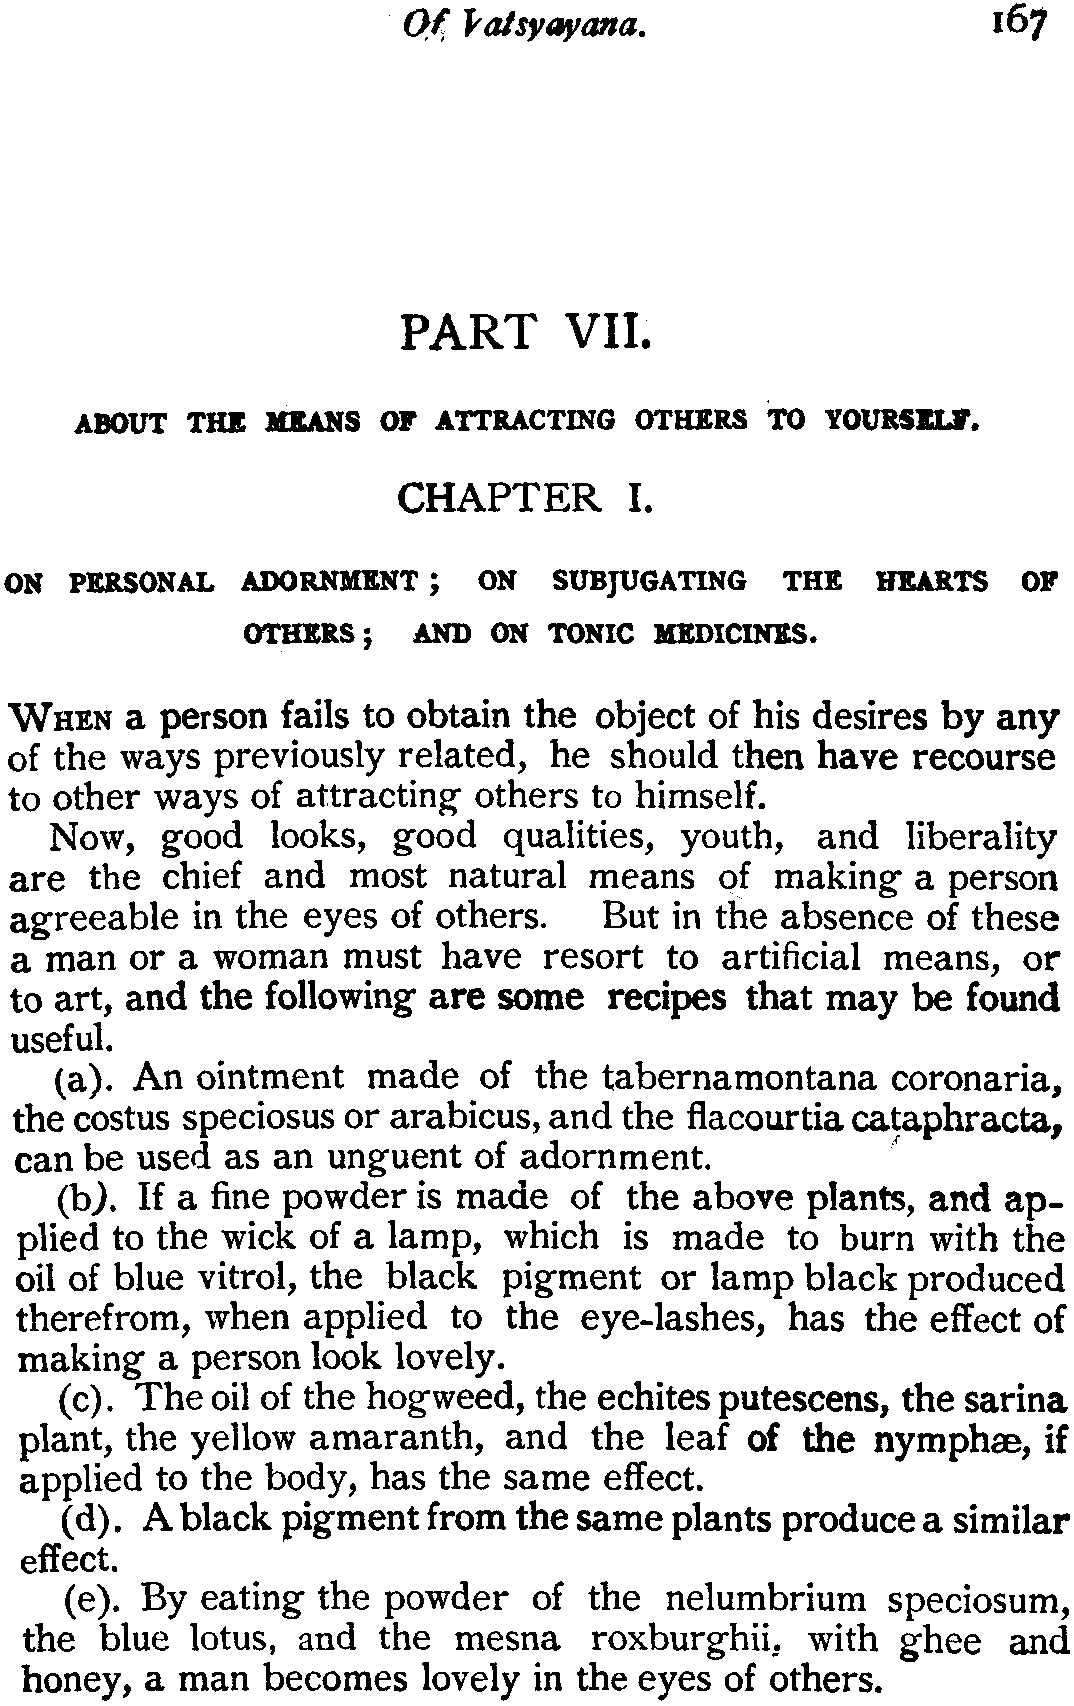 Of Vatsyayana. 167
PART VII.
ABOUT THE MEANS OF ATTRACTING OTHERS TO YOURSELF.
CHAPTER I.
ON PERSONAL ADORNMENT; ON SUBJUGATING THE HEARTS OF
OTHERS; AND ON TONIC MEDICINES.
WHEN a person fails to obtain the object of his desires by any
of the ways previously related, he should then have recourse
to other ways of attracting others to himself.
Now, good looks, good qualities, youth, and liberality
are the chief and most natural means of making a person
agreeable in the eyes of others. But in the absence of these
a man or a woman must have resort to artificial means, or
to art, and the following are some recipes that may be found
useful.
(a). An ointment made of the tabernamontana coronaria,
the costus speciosus or arabicus, and the flacourtia cataphracta,
can be used as an unguent of adornment.
(b). If a fine powder is made of the above plants, and ap-
plied to the wick of a lamp, which is made to burn with the
oil of blue vitrol, the black pigment or lamp black produced
therefrom, when applied to the eye-lashes, has the effect of
making a person look lovely.
(c). The oil of the hogweed, the echites putescens, the sarina
plant, the yellow amaranth, and the leaf of the nymphæ, if
applied to the body, has the same effect.
(d). A black pigment from the same plants produce a similar
effect.
(e). By eating the powder of the nelumbrium speciosum,
the blue lotus, and the mesna roxburghii, with ghee and
honey, a man becomes lovely in the eyes of others.